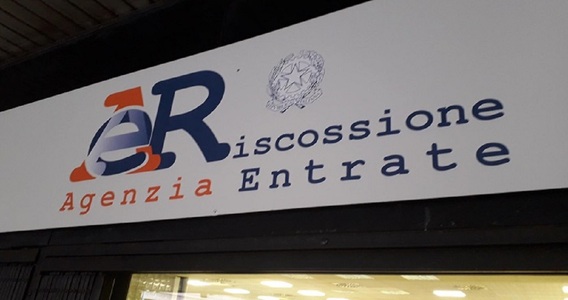 Riscossione
Agenzia Entrate